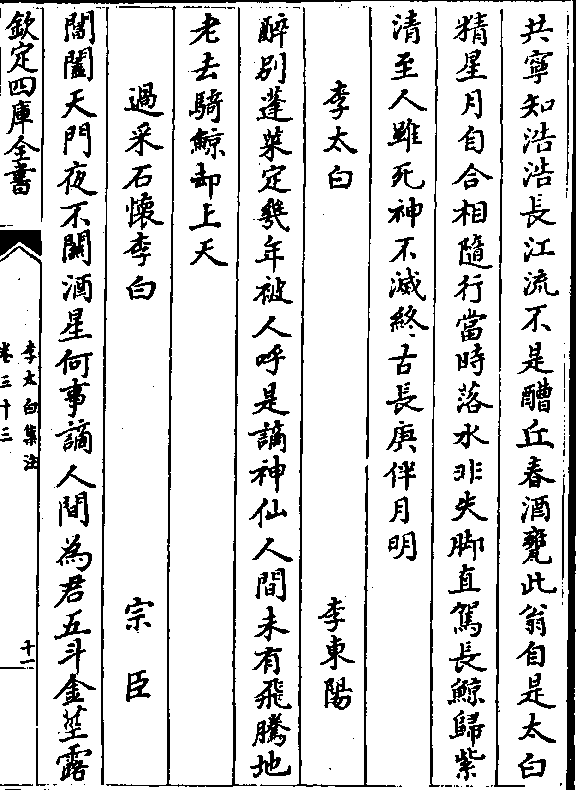 共寧知浩浩長江流不是醩丘春酒甕此翁自是太白
精星月自合相隨行當時落水非失脚直駕長鯨歸紫
清至人雖死神不滅終古長庚伴月明
李太白 李東陽
醉别蓬萊定幾年被人呼是謫神仙人間未有飛騰地
老去騎鯨却上天
過采石懷李白 宗臣
閶闔天門夜不關酒星何事謫人間為君五斗金莖露
欽定四庫全書
李太白集注
卷三十三
十一